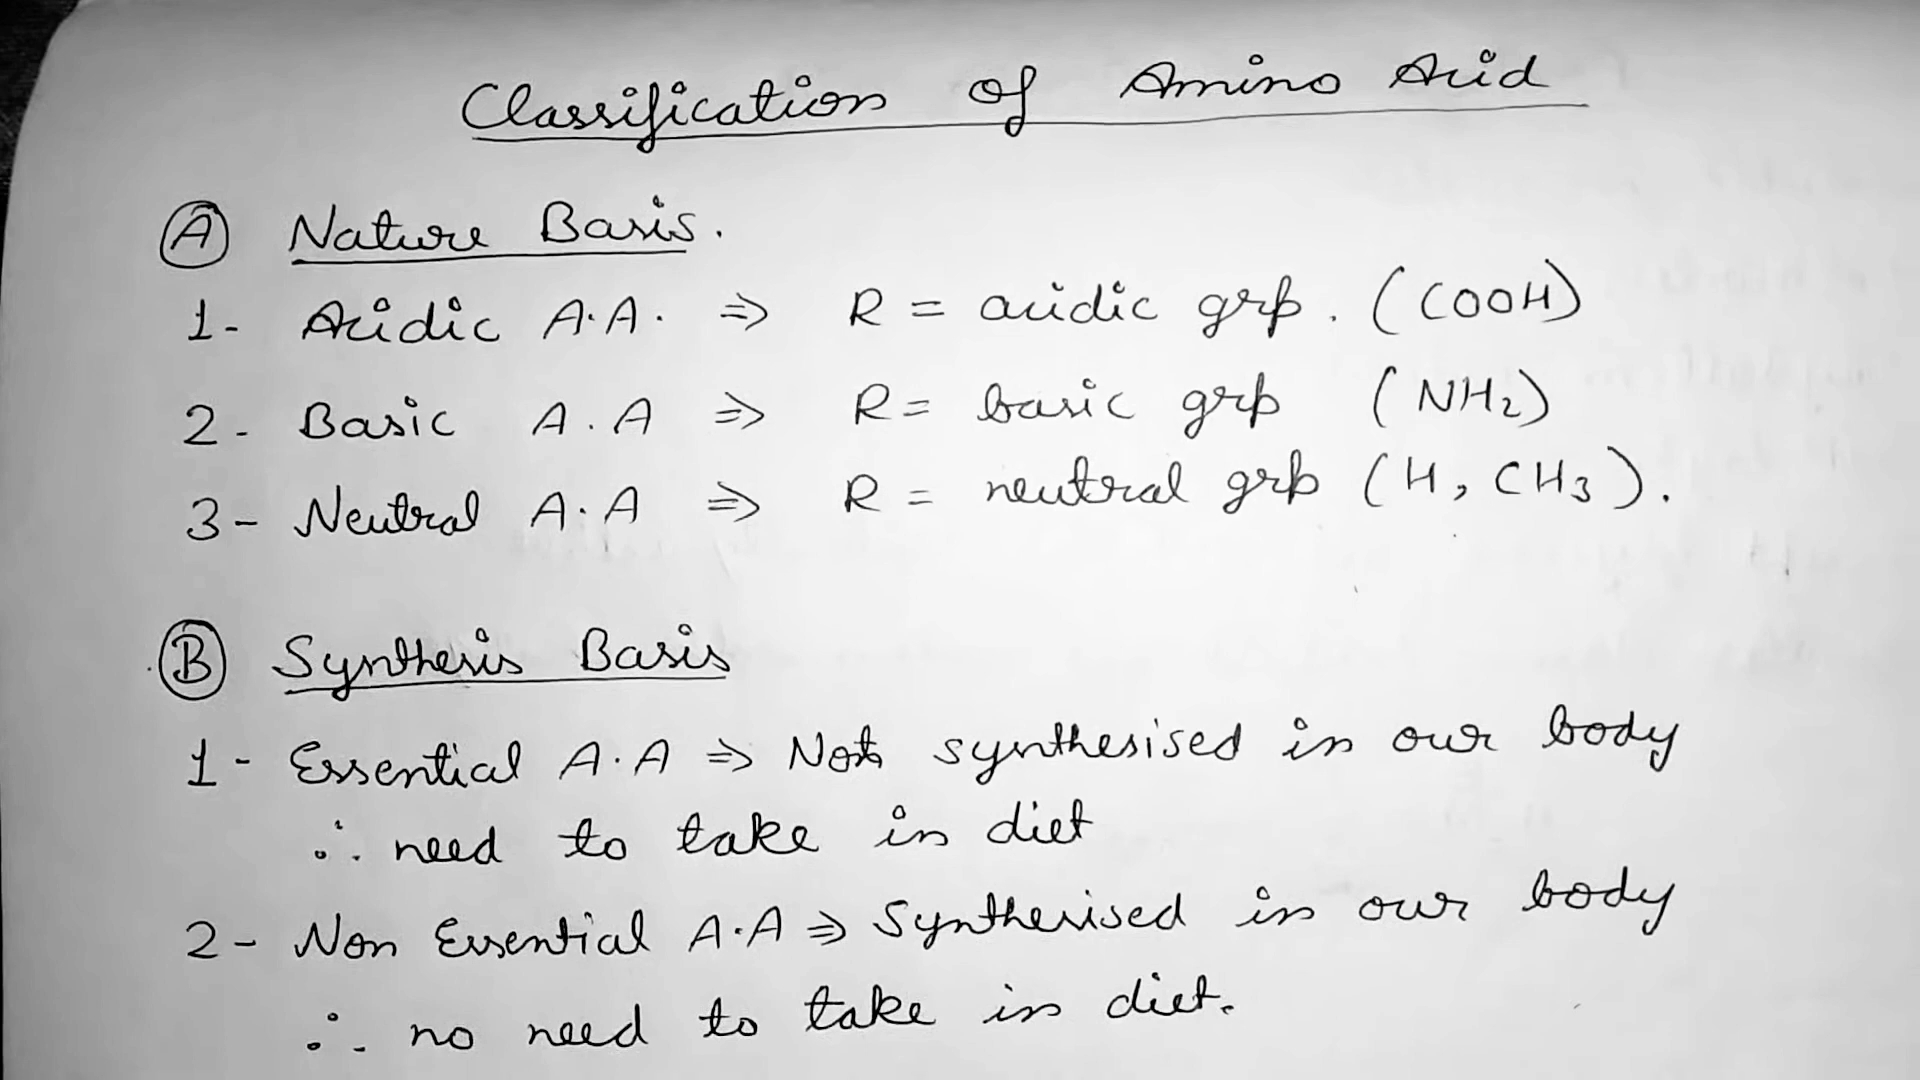 Classification of Amino Acid
(A) Nature Basis.
1- Acidic A.A. ⇒ R = acidic grp. (COOH)
2- Basic A.A ⇒ R = basic grp (NH₂)
3- Neutral A.A ⇒ R = neutral grp (H, CH₃).
(B) Synthesis Basis
1- Essential A.A ⇒ Not synthesised in our body
∴ need to take in diet
2- Non Essential A.A ⇒ Synthesised in our body
∴ no need to take in diet.